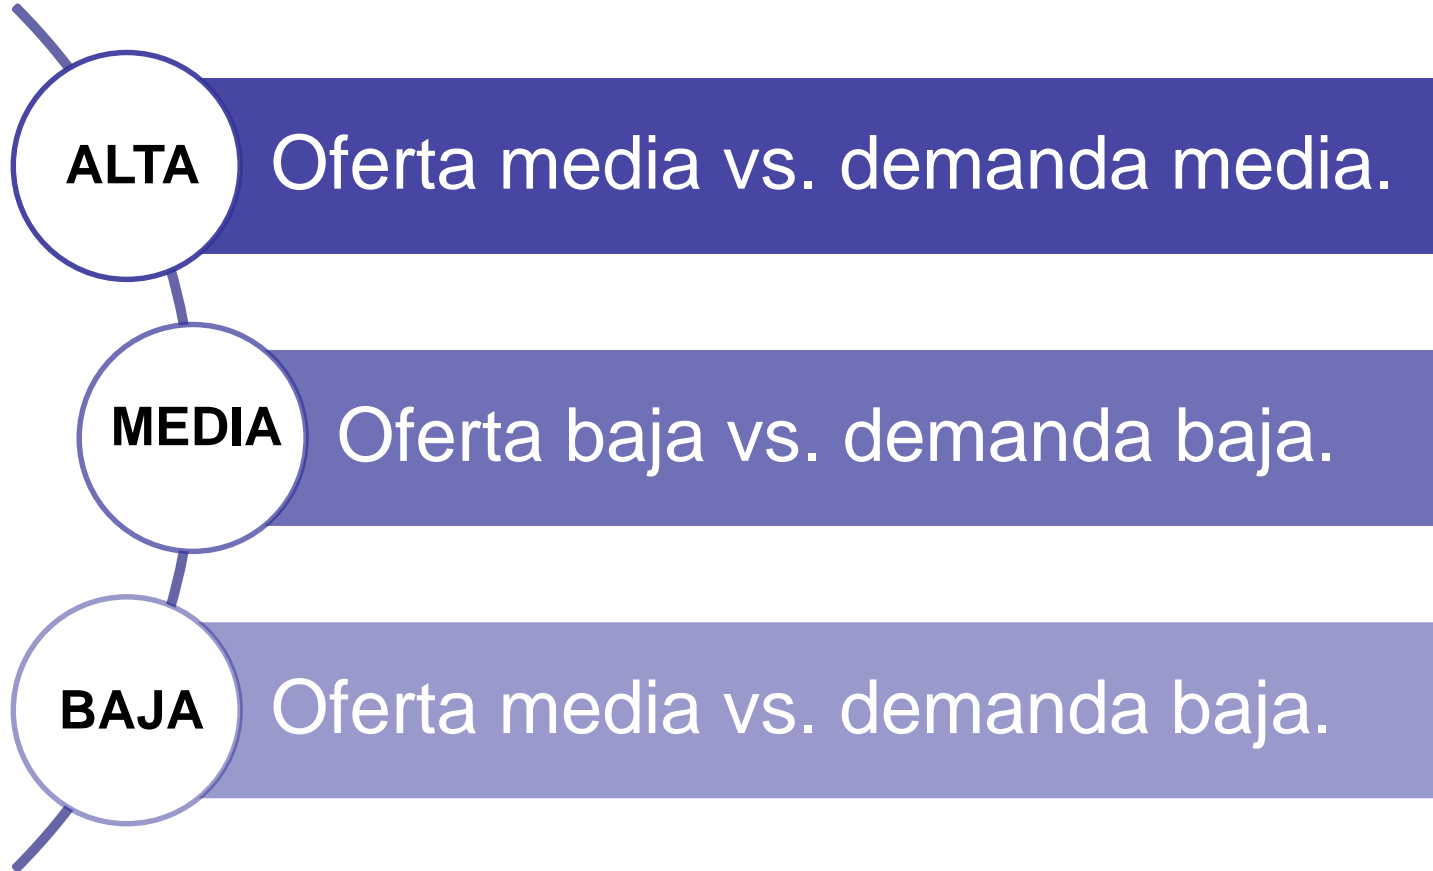 ALTA
Oferta media vs. demanda media.
MEDIA
Oferta baja vs. demanda baja.
BAJA
Oferta media vs. demanda baja.